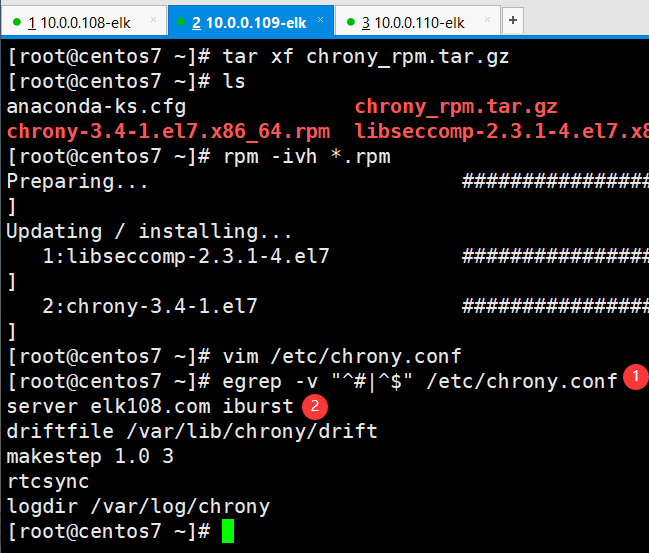 1 10.0.0.108-elk × 2 10.0.0.109-elk × 3 10.0.0.110-elk × +
[root@centos7 ~]# tar xf chrony_rpm.tar.gz
[root@centos7 ~]# ls
anaconda-ks.cfg chrony_rpm.tar.gz
chrony-3.4-1.el7.x86_64.rpm libseccomp-2.3.1-4.el7.x8
[root@centos7 ~]# rpm -ivh *.rpm
Preparing... ################
]
Updating / installing...
1:libseccomp-2.3.1-4.el7 ################
]
2:chrony-3.4-1.el7 ################
]
[root@centos7 ~]# vim /etc/chrony.conf
[root@centos7 ~]# egrep -v "^#|^$" /etc/chrony.conf 1
server elk108.com iburst 2
driftfile /var/lib/chrony/drift
makestep 1.0 3
rtcsync
logdir /var/log/chrony
[root@centos7 ~]#